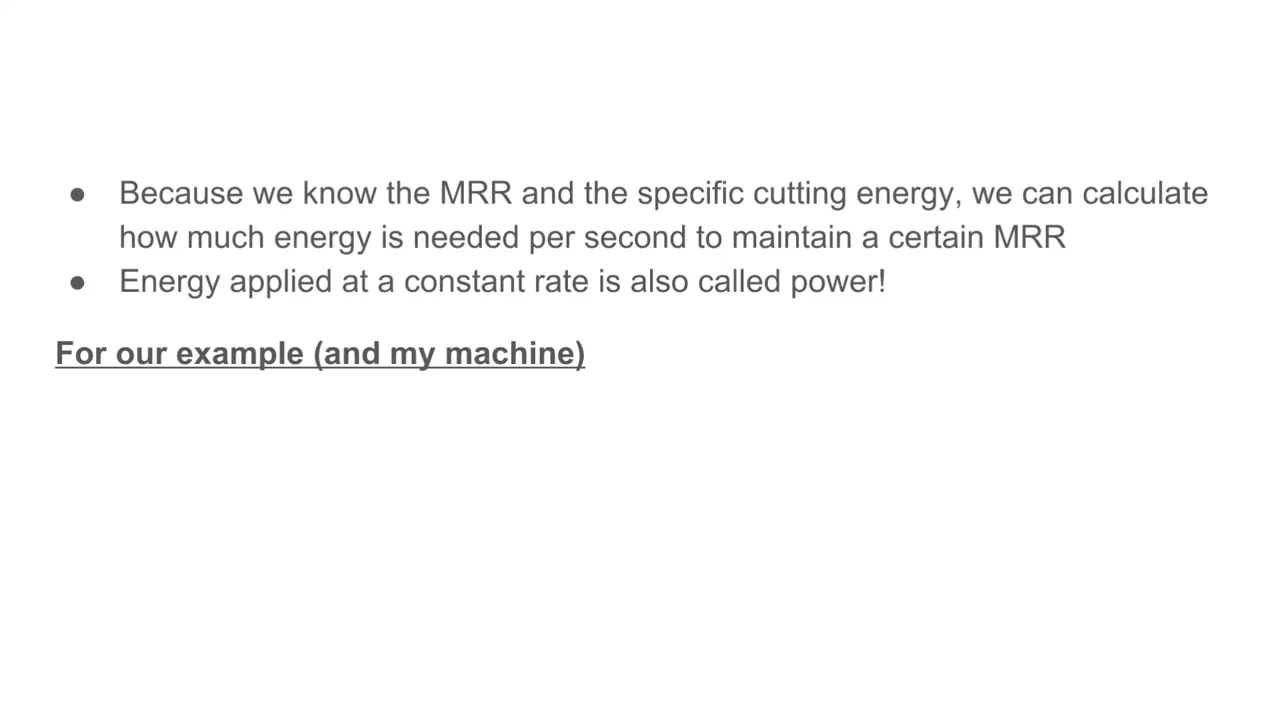 ● Because we know the MRR and the specific cutting energy, we can calculate
how much energy is needed per second to maintain a certain MRR
● Energy applied at a constant rate is also called power!
For our example (and my machine)